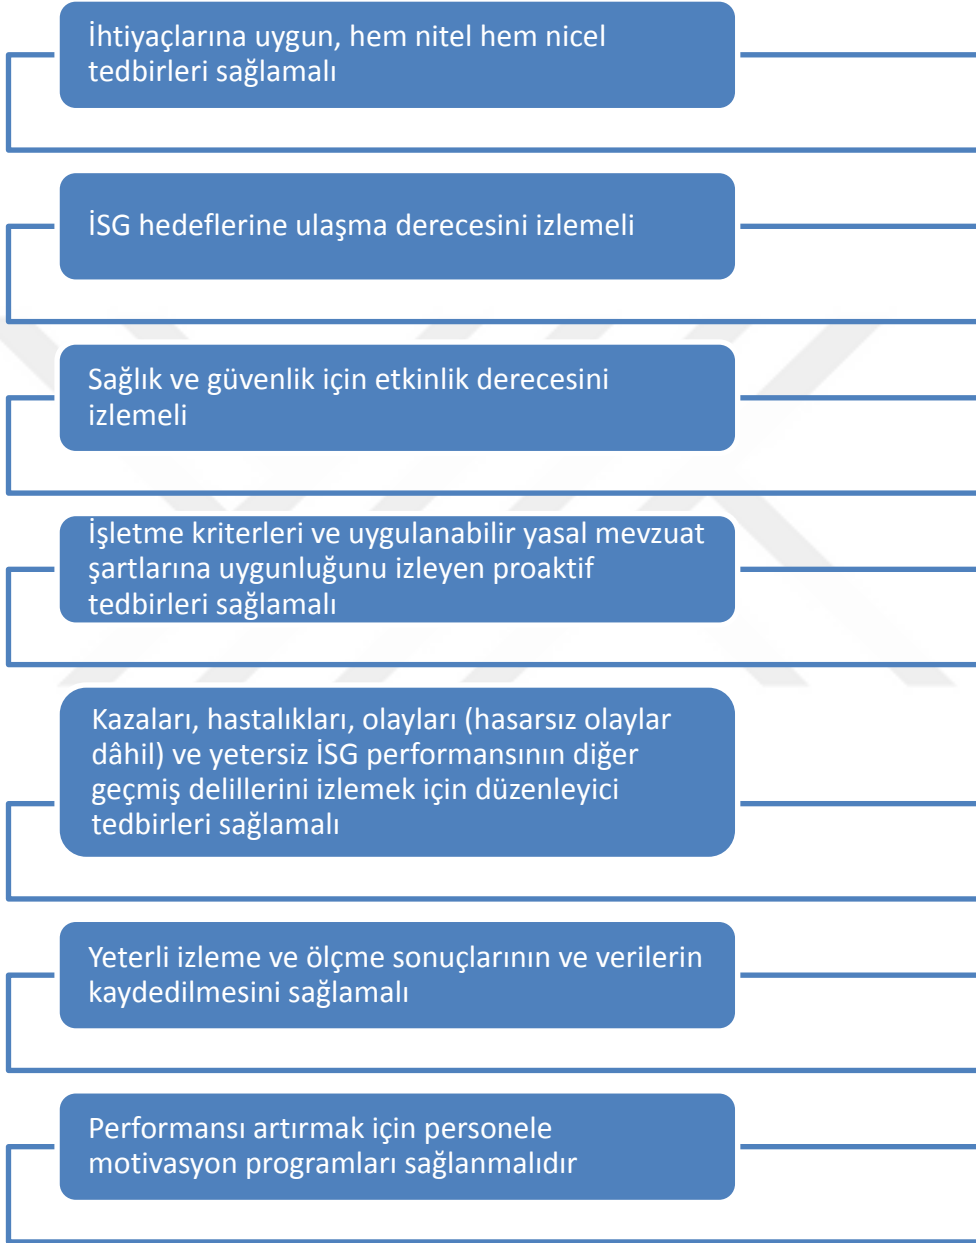 İhtiyaçlarına uygun, hem nitel hem nicel
tedbirleri sağlamalı
İSG hedeflerine ulaşma derecesini izlemeli
Sağlık ve güvenlik için etkinlik derecesini
izlemeli
İşletme kriterleri ve uygulanabilir yasal mevzuat
şartlarına uygunluğunu izleyen proaktif
tedbirleri sağlamalı
Kazaları, hastalıkları, olayları (hasarsız olaylar
dâhil) ve yetersiz İSG performansının diğer
geçmiş delillerini izlemek için düzenleyici
tedbirleri sağlamalı
Yeterli izleme ve ölçme sonuçlarının ve verilerin
kaydedilmesini sağlamalı
Performansı artırmak için personele
motivasyon programları sağlanmalıdır